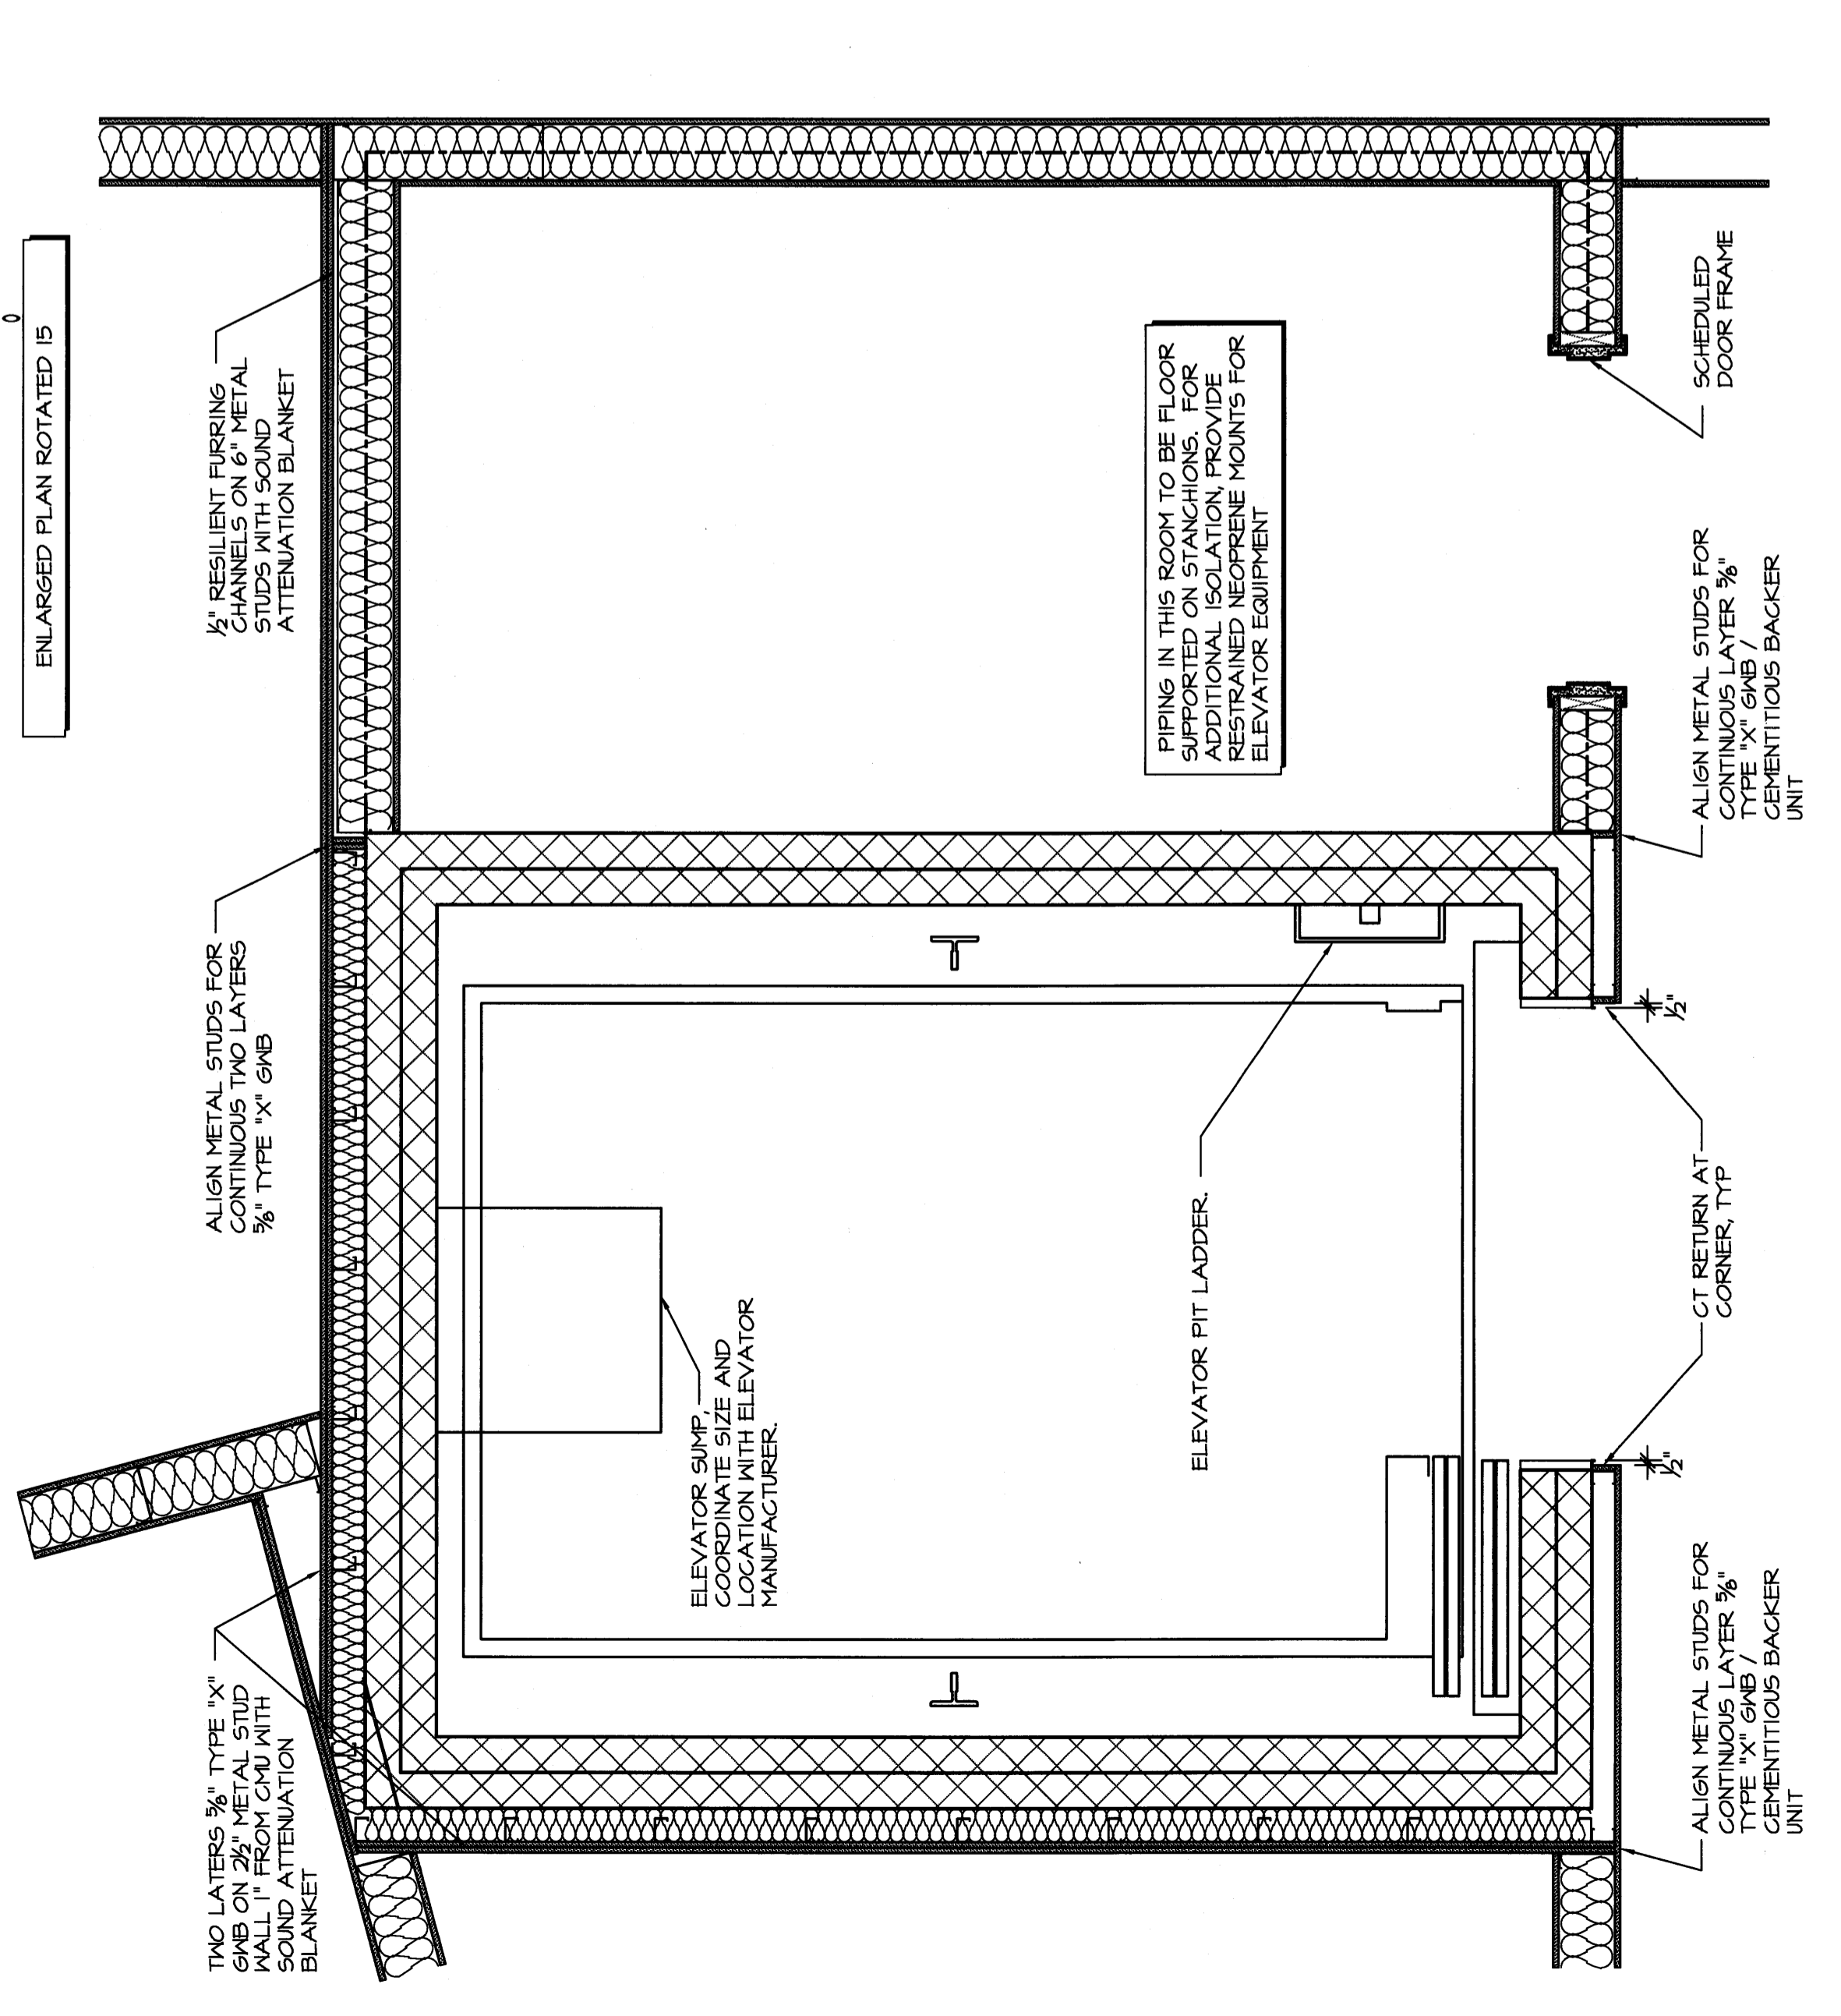 ENLARGED PLAN ROTATED 15
0
TWO LATERS 5/8" TYPE "X"
GWB ON 2 1/2" METAL STUD
WALL 1" FROM CMU WITH
SOUND ATTENUATION
BLANKET
ALIGN METAL STUDS FOR
CONTINUOUS TWO LAYERS
5/8" TYPE "X" GWB
1/2" RESILIENT FURRING
CHANNELS ON 6" METAL
STUDS WITH SOUND
ATTENUATION BLANKET
ELEVATOR SUMP,
COORDINATE SIZE AND
LOCATION WITH ELEVATOR
MANUFACTURER.
ELEVATOR PIT LADDER.
PIPING IN THIS ROOM TO BE FLOOR
SUPPORTED ON STANCHIONS. FOR
ADDITIONAL ISOLATION, PROVIDE
RESTRAINED NEOPRENE MOUNTS FOR
ELEVATOR EQUIPMENT
1/2"
1/2"
ALIGN METAL STUDS FOR
CONTINUOUS LAYER 5/8"
TYPE "X" GWB /
CEMENTITIOUS BACKER
UNIT
CT RETURN AT
CORNER, TYP
ALIGN METAL STUDS FOR
CONTINUOUS LAYER 5/8"
TYPE "X" GWB /
CEMENTITIOUS BACKER
UNIT
SCHEDULED
DOOR FRAME